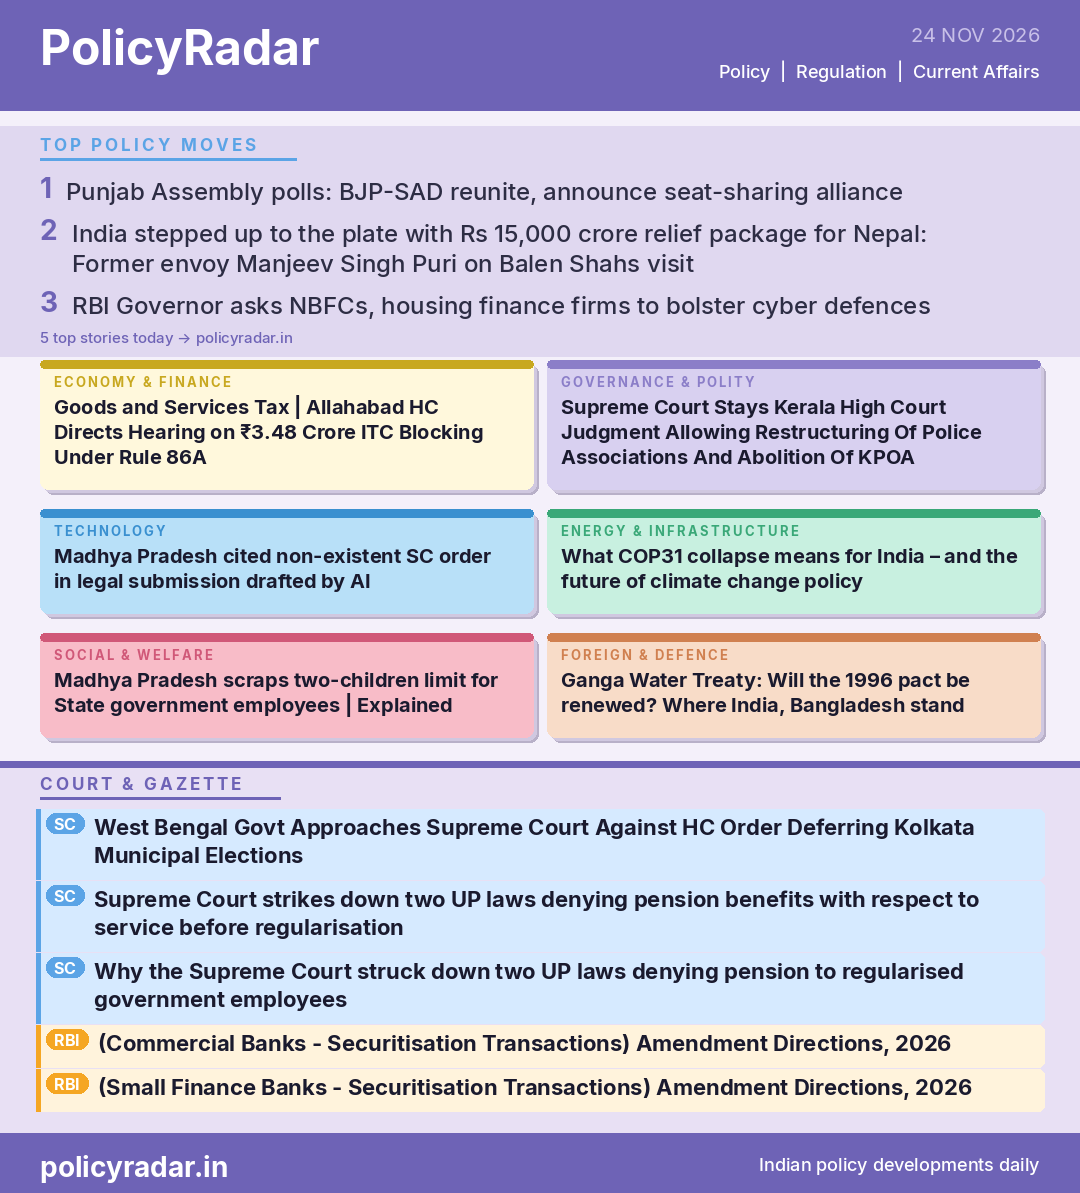 PolicyRadar
24 NOV 2026
Policy | Regulation | Current Affairs
TOP POLICY MOVES
1 Punjab Assembly polls: BJP-SAD reunite, announce seat-sharing alliance
2 India stepped up to the plate with Rs 15,000 crore relief package for Nepal:
Former envoy Manjeev Singh Puri on Balen Shahs visit
3 RBI Governor asks NBFCs, housing finance firms to bolster cyber defences
5 top stories today → policyradar.in
ECONOMY & FINANCE
Goods and Services Tax | Allahabad HC
Directs Hearing on ₹3.48 Crore ITC Blocking
Under Rule 86A
GOVERNANCE & POLITY
Supreme Court Stays Kerala High Court
Judgment Allowing Restructuring Of Police
Associations And Abolition Of KPOA
TECHNOLOGY
Madhya Pradesh cited non-existent SC order
in legal submission drafted by AI
ENERGY & INFRASTRUCTURE
What COP31 collapse means for India – and the
future of climate change policy
SOCIAL & WELFARE
Madhya Pradesh scraps two-children limit for
State government employees | Explained
FOREIGN & DEFENCE
Ganga Water Treaty: Will the 1996 pact be
renewed? Where India, Bangladesh stand
COURT & GAZETTE
SC West Bengal Govt Approaches Supreme Court Against HC Order Deferring Kolkata
Municipal Elections
SC Supreme Court strikes down two UP laws denying pension benefits with respect to
service before regularisation
SC Why the Supreme Court struck down two UP laws denying pension to regularised
government employees
RBI (Commercial Banks - Securitisation Transactions) Amendment Directions, 2026
RBI (Small Finance Banks - Securitisation Transactions) Amendment Directions, 2026
policyradar.in
Indian policy developments daily